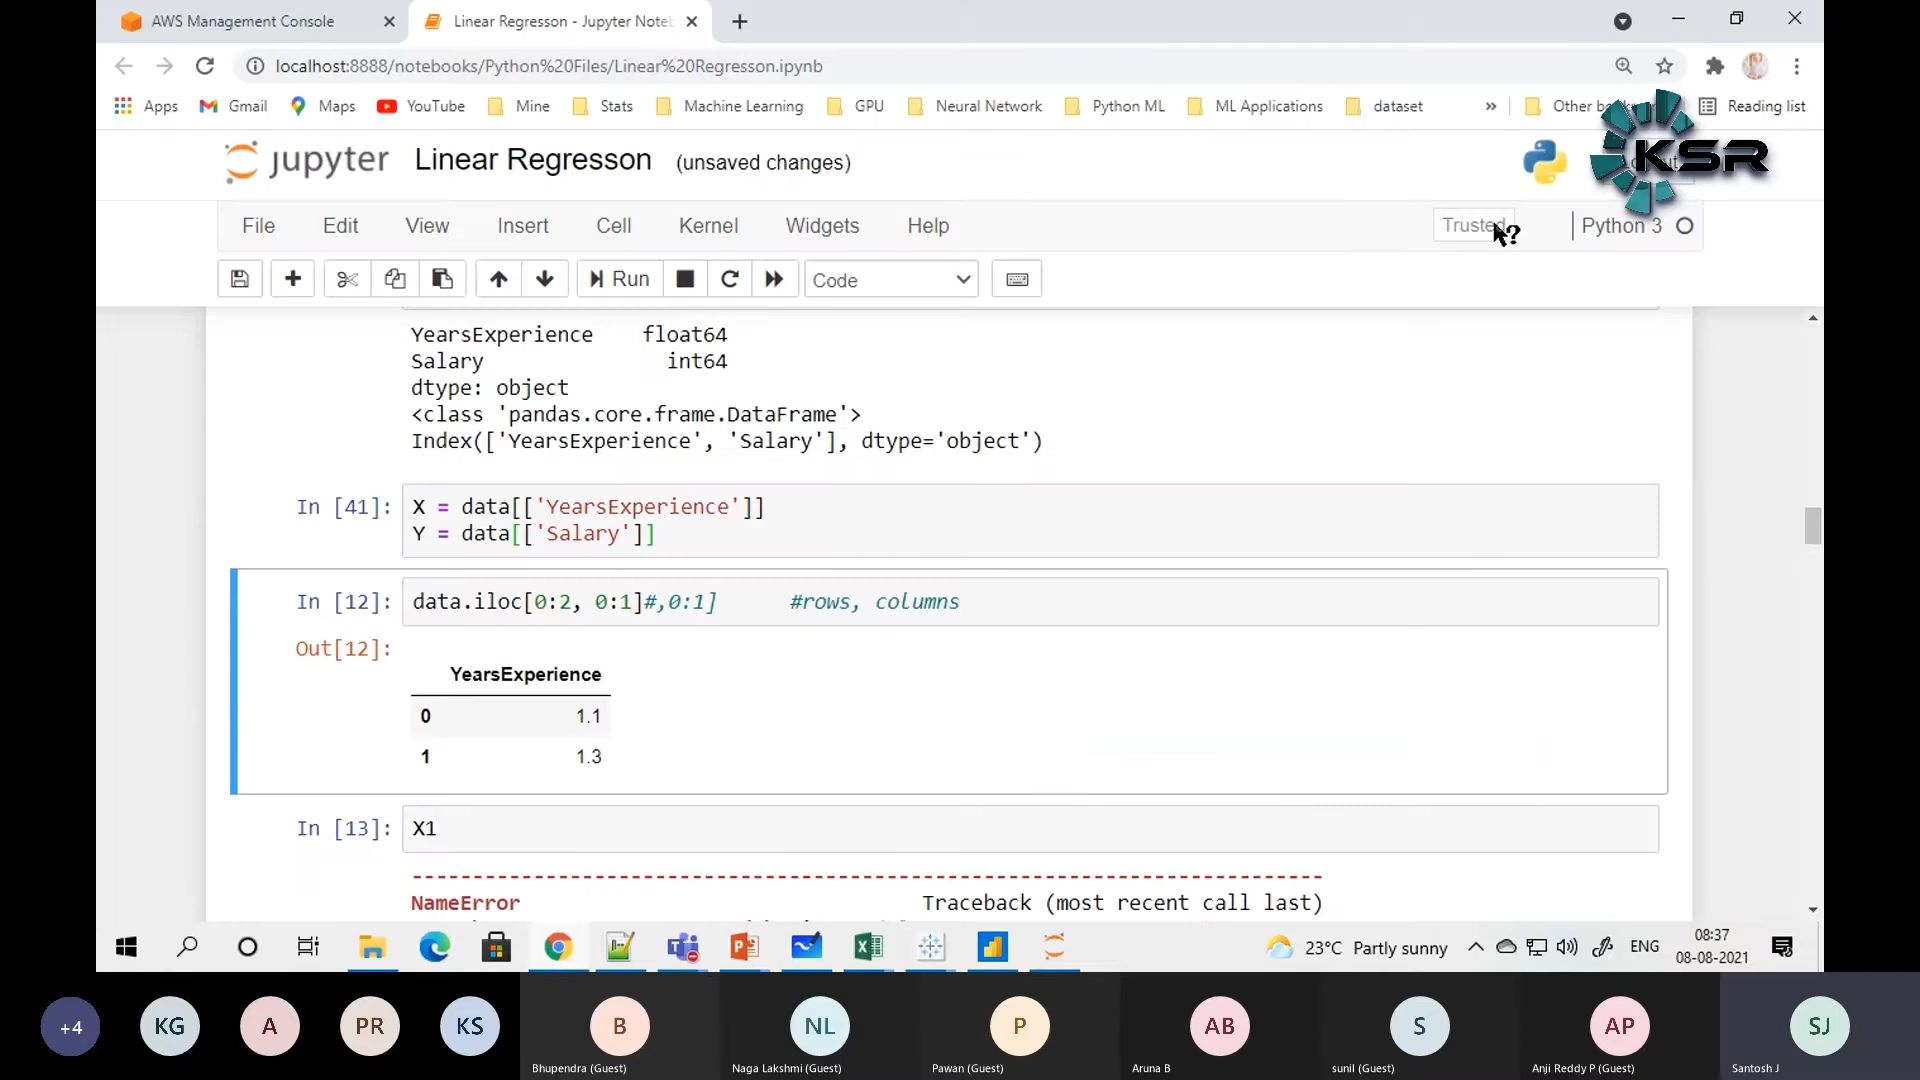 AWS Management Console
Linear Regresson - Jupyter Noteb
localhost:8888/notebooks/Python%20Files/Linear%20Regresson.ipynb
Apps Gmail Maps YouTube Mine Stats Machine Learning GPU Neural Network Python ML ML Applications dataset » Other Reading list
KSR
jupyter Linear Regresson (unsaved changes)
File Edit View Insert Cell Kernel Widgets Help Trusted Python 3
Run Code
YearsExperience float64
Salary int64
dtype: object
<class 'pandas.core.frame.DataFrame'>
Index(['YearsExperience', 'Salary'], dtype='object')
In [41]: X = data[['YearsExperience']]
Y = data[['Salary']]
In [12]: data.iloc[0:2, 0:1]#,0:1] #rows, columns
Out[12]:
YearsExperience
0 1.1
1 1.3
In [13]: X1
---------------------------------------------------------------------------
NameError Traceback (most recent call last)
23°C Partly sunny ENG 08:37
08-08-2021
+4 KG A PR KS B NL P AB S AP SJ
Bhupendra (Guest) Naga Lakshmi (Guest) Pawan (Guest) Aruna B sunil (Guest) Anji Reddy P (Guest) Santosh J